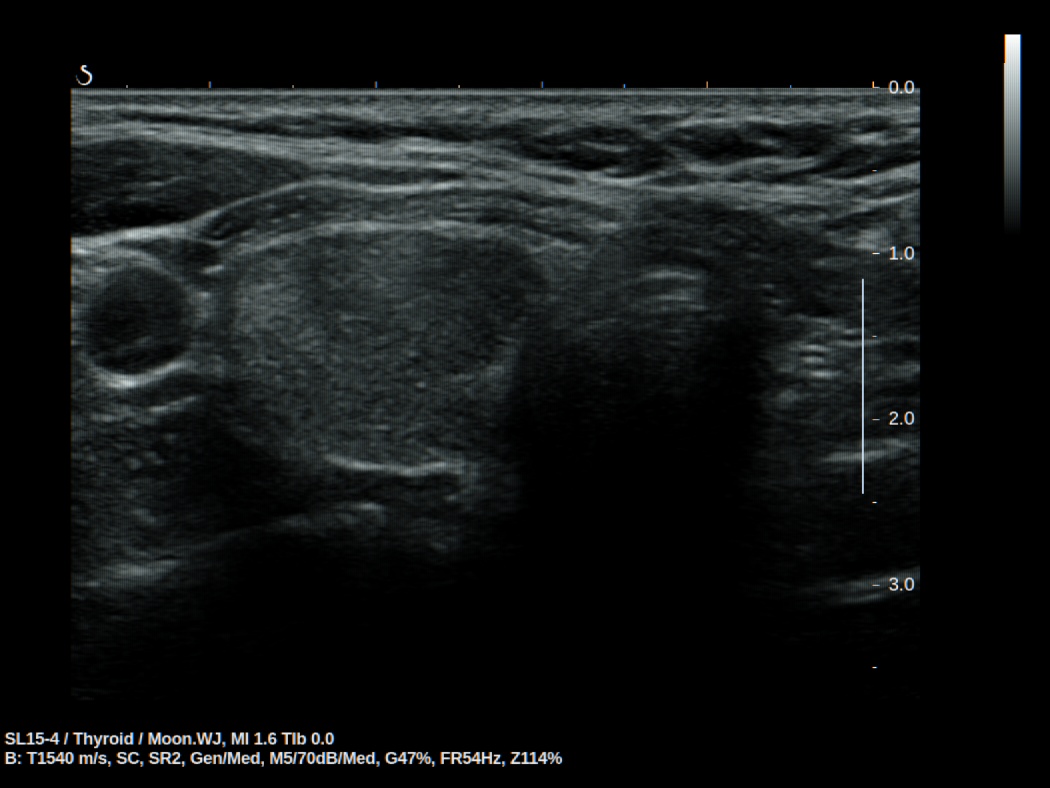 0.0
1.0
2.0
3.0
SL15-4 / Thyroid / Moon.WJ, MI 1.6 TIb 0.0
B: T1540 m/s, SC, SR2, Gen/Med, M5/70dB/Med, G47%, FR54Hz, Z114%